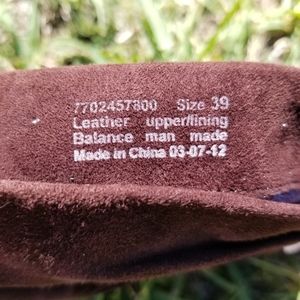 7702457800 Size 39
Leather upper/lining
Balance man made
Made in China 03-07-12